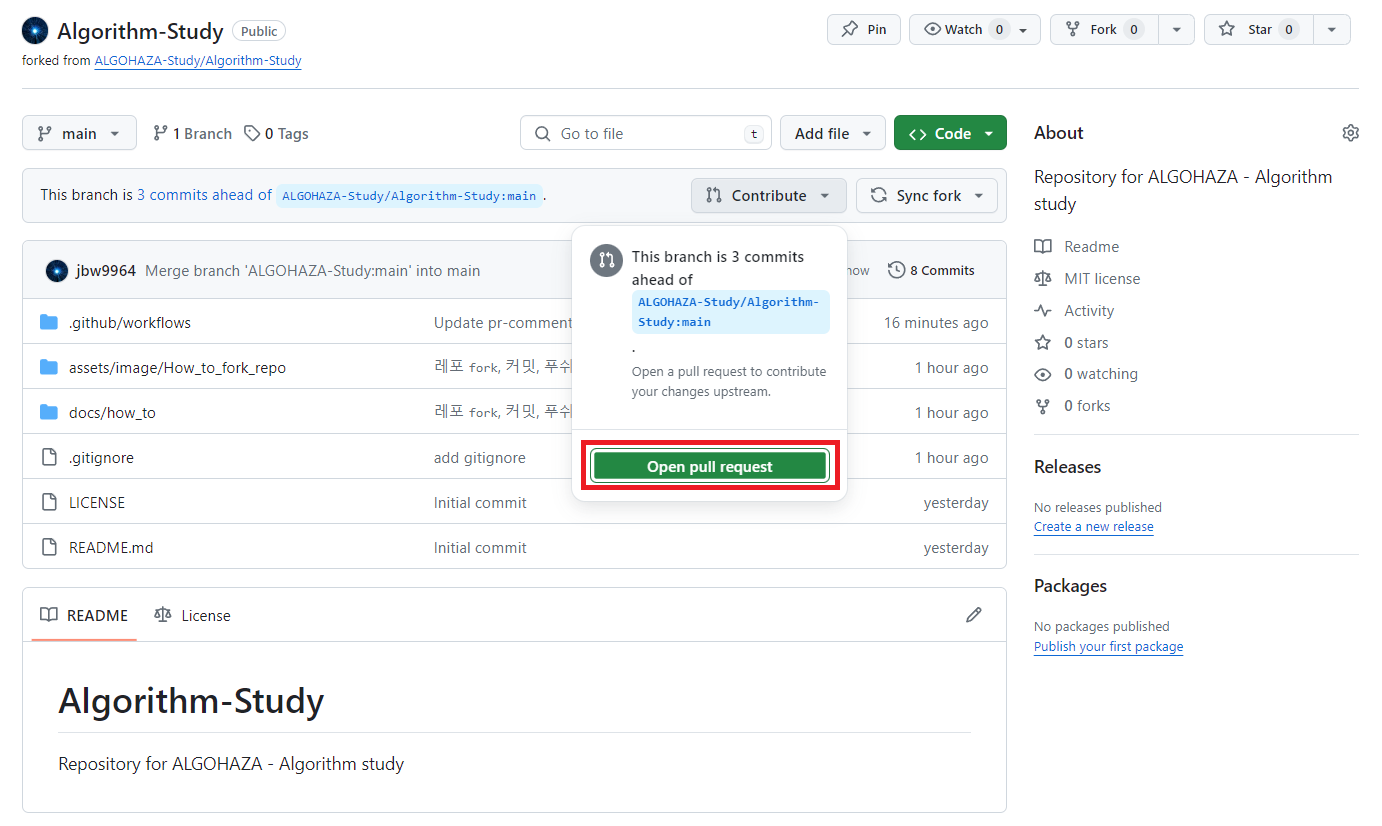 Algorithm-Study Public Pin Watch 0 Fork 0 Star 0
forked from ALGOHAZA-Study/Algorithm-Study
main 1 Branch 0 Tags Go to file t Add file Code
This branch is 3 commits ahead of ALGOHAZA-Study/Algorithm-Study:main . Contribute Sync fork
jbw9964 Merge branch 'ALGOHAZA-Study:main' into main now 8 Commits
.github/workflows Update pr-comment 16 minutes ago
assets/image/How_to_fork_repo 레포 fork, 커밋, 푸쉬 1 hour ago
docs/how_to 레포 fork, 커밋, 푸쉬 1 hour ago
.gitignore add gitignore 1 hour ago
LICENSE Initial commit yesterday
README.md Initial commit yesterday
This branch is 3 commits
ahead of
ALGOHAZA-Study/Algorithm-
Study:main
.
Open a pull request to contribute
your changes upstream.
Open pull request
README License
Algorithm-Study
Repository for ALGOHAZA - Algorithm study
About
Repository for ALGOHAZA - Algorithm
study
Readme
MIT license
Activity
0 stars
0 watching
0 forks
Releases
No releases published
Create a new release
Packages
No packages published
Publish your first package